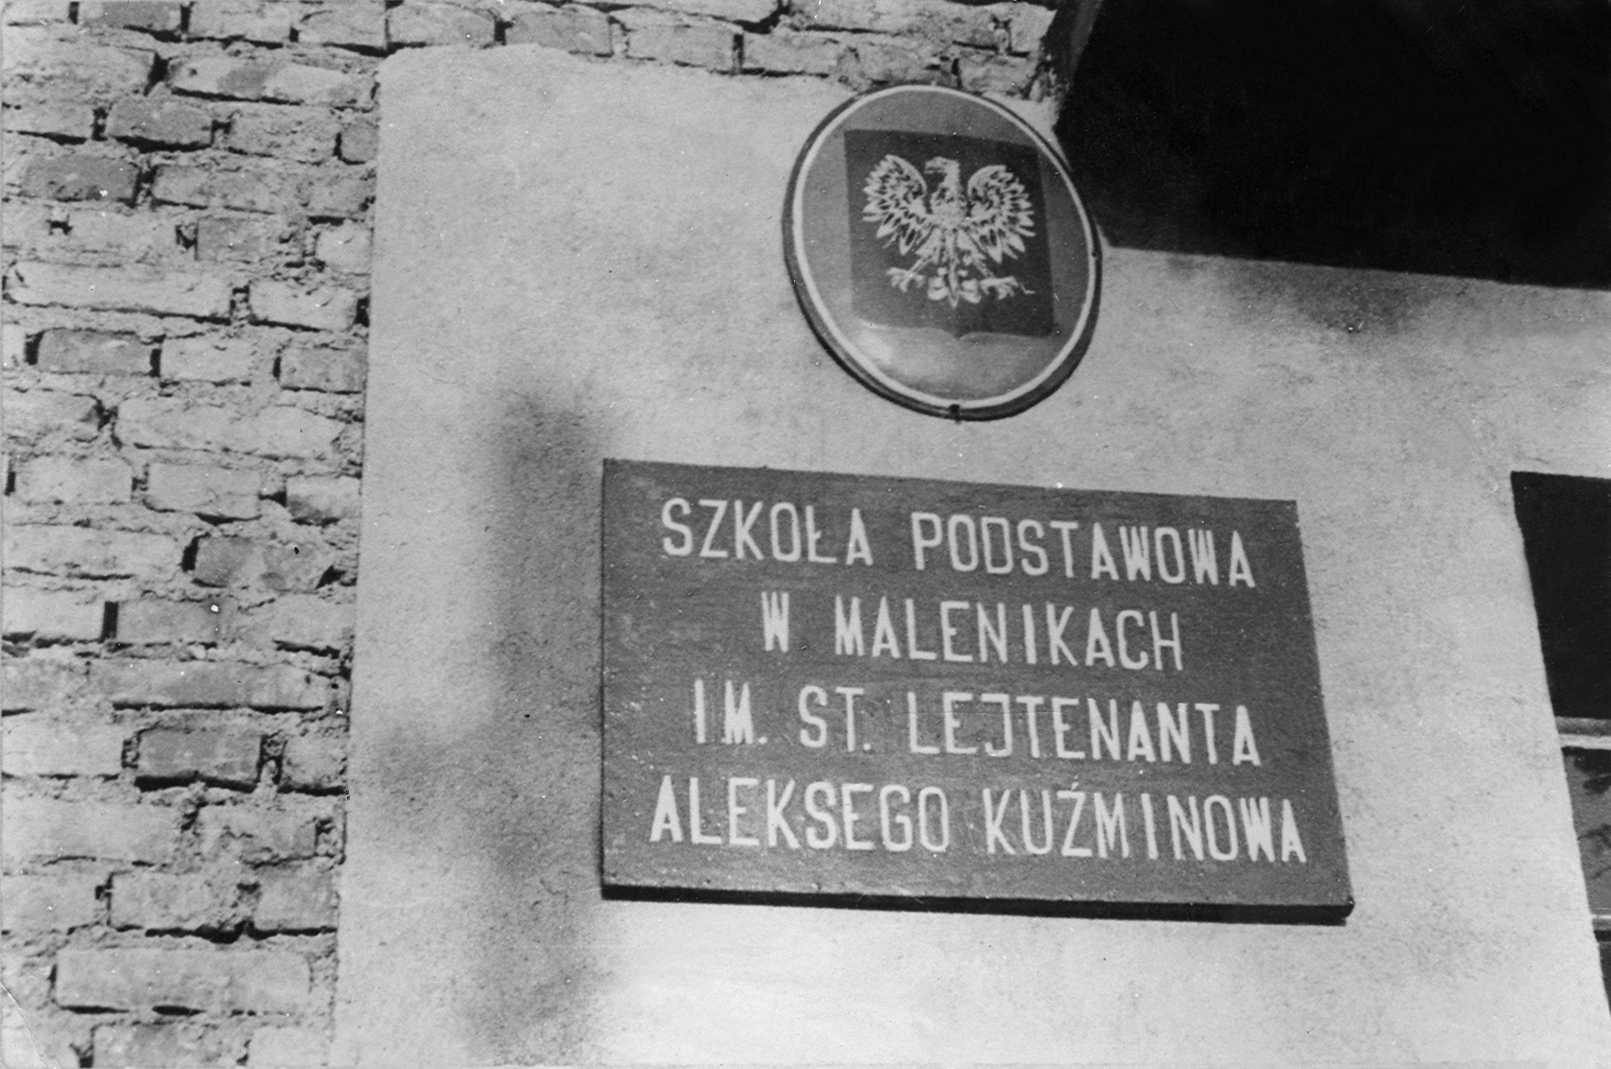 SZKOŁA PODSTAWOWA
W MALENIKACH
IM. ST. LEJTENANTA
ALEKSEGO KUŹMINOWA